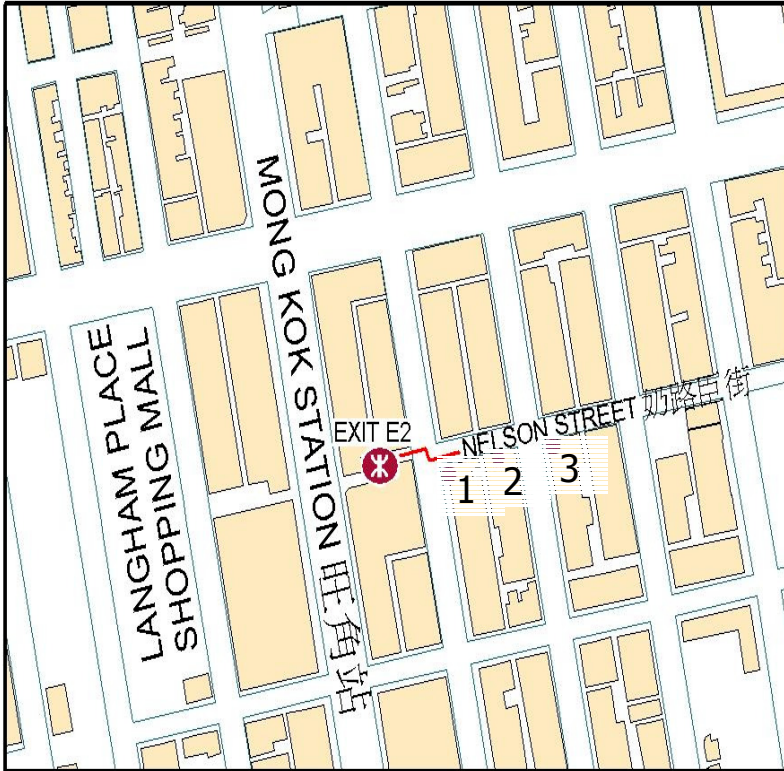 MONG KOK STATION 旺角站
LANGHAM PLACE
SHOPPING MALL
EXIT E2
NELSON STREET 奶路臣街
1
2
3